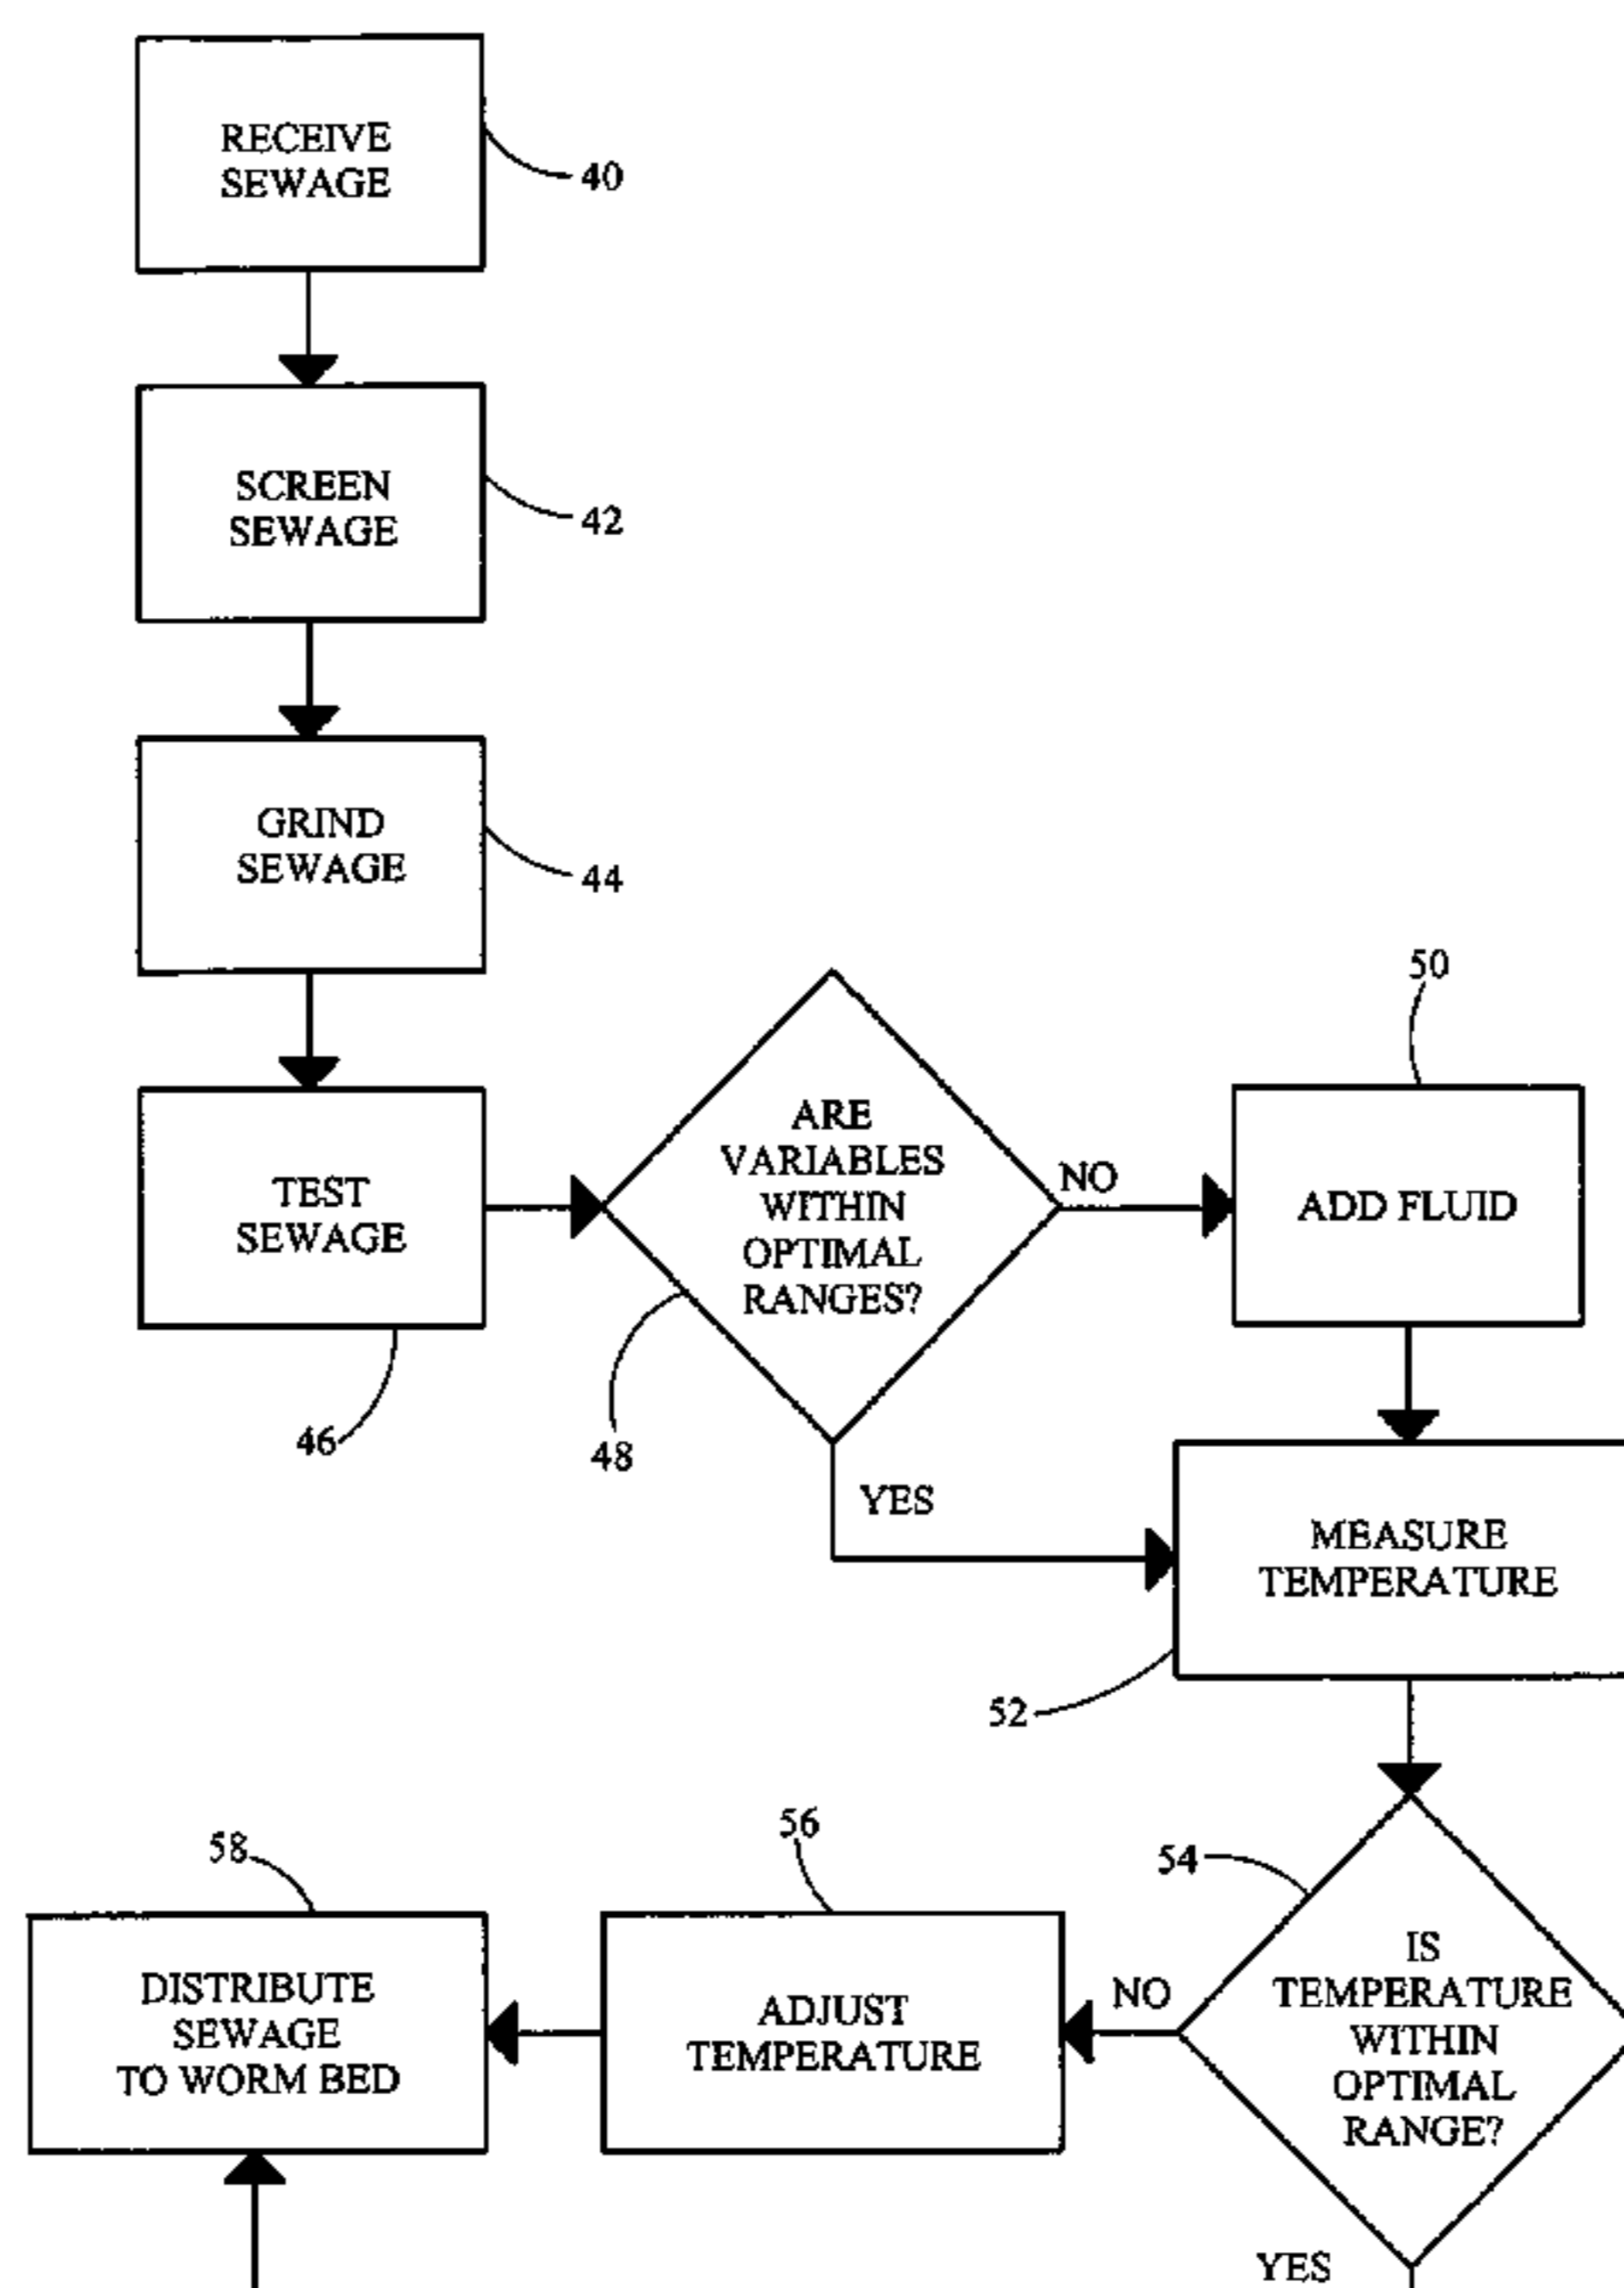 RECEIVE
SEWAGE
40
SCREEN
SEWAGE
42
GRIND
SEWAGE
44
TEST
SEWAGE
46
ARE
VARIABLES
WITHIN
OPTIMAL
RANGES?
48
NO
YES
50
ADD FLUID
MEASURE
TEMPERATURE
52
54
IS
TEMPERATURE
WITHIN
OPTIMAL
RANGE?
NO
YES
56
ADJUST
TEMPERATURE
58
DISTRIBUTE
SEWAGE
TO WORM BED